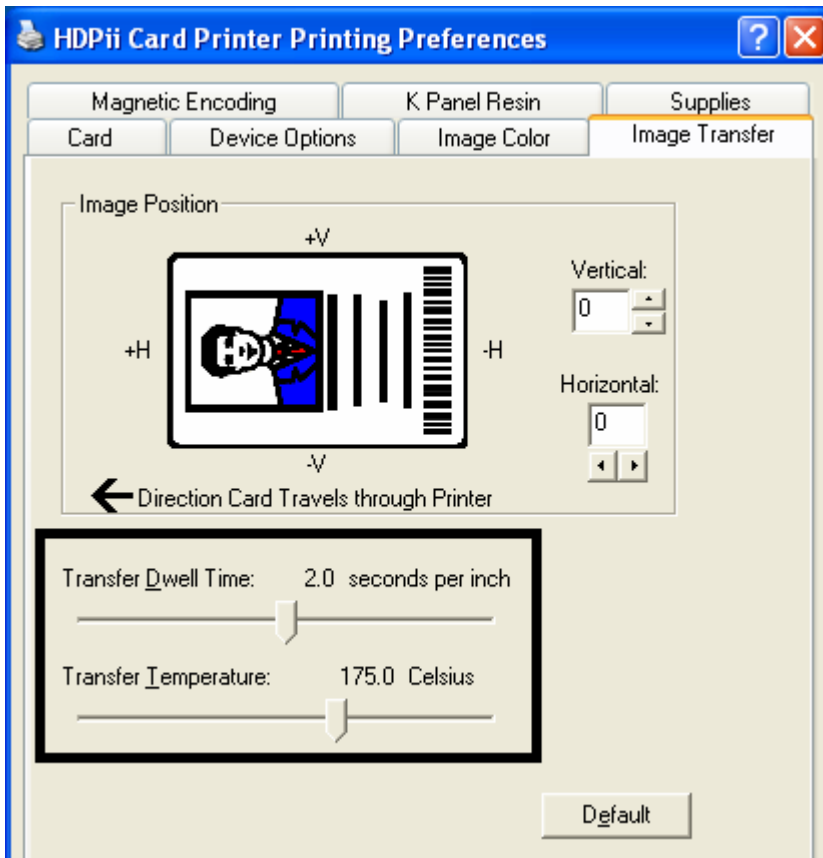 HDPii Card Printer Printing Preferences
Magnetic Encoding K Panel Resin Supplies
Card Device Options Image Color Image Transfer
Image Position
+V
Vertical:
0
+H -H
Horizontal:
0
-V
Direction Card Travels through Printer
Transfer Dwell Time: 2.0 seconds per inch
Transfer Temperature: 175.0 Celsius
Default